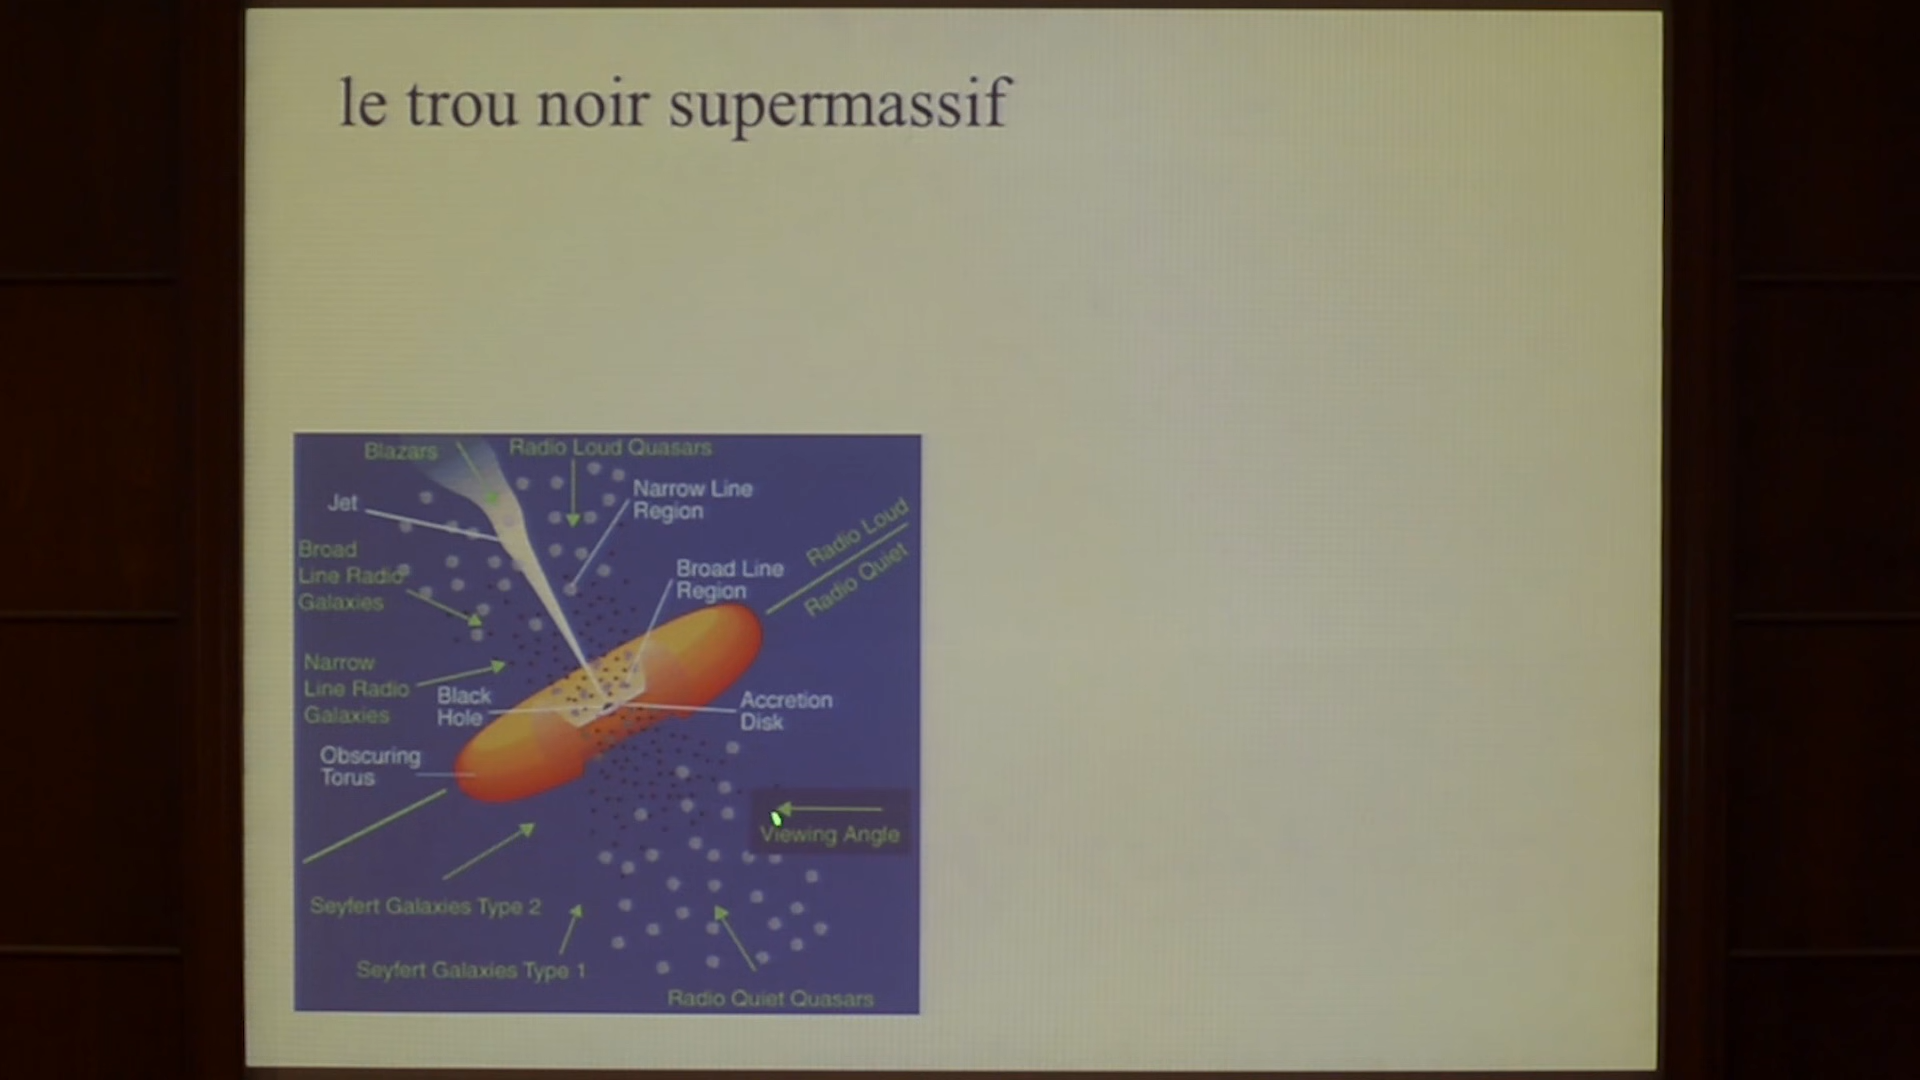 le trou noir supermassif
Blazars
Radio Loud Quasars
Jet
Narrow Line
Region
Broad
Line Radio
Galaxies
Broad Line
Region
Radio Loud
Radio Quiet
Narrow
Line Radio
Galaxies
Black
Hole
Accretion
Disk
Obscuring
Torus
Viewing Angle
Seyfert Galaxies Type 2
Seyfert Galaxies Type 1
Radio Quiet Quasars